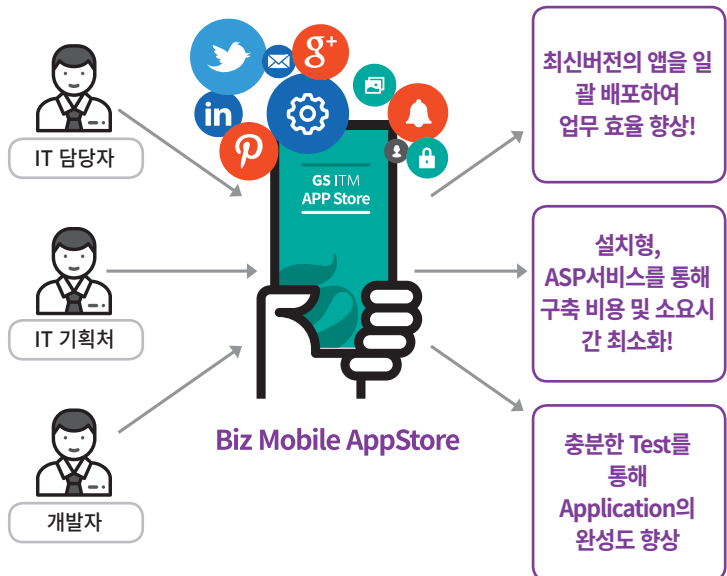 IT 담당자
IT 기획처
개발자
g+
in
GS ITM
APP Store
Biz Mobile AppStore
최신버전의 앱을 일
괄 배포하여
업무 효율 향상!
설치형,
ASP서비스를 통해
구축 비용 및 소요시
간 최소화!
충분한 Test를
통해
Application의
완성도 향상